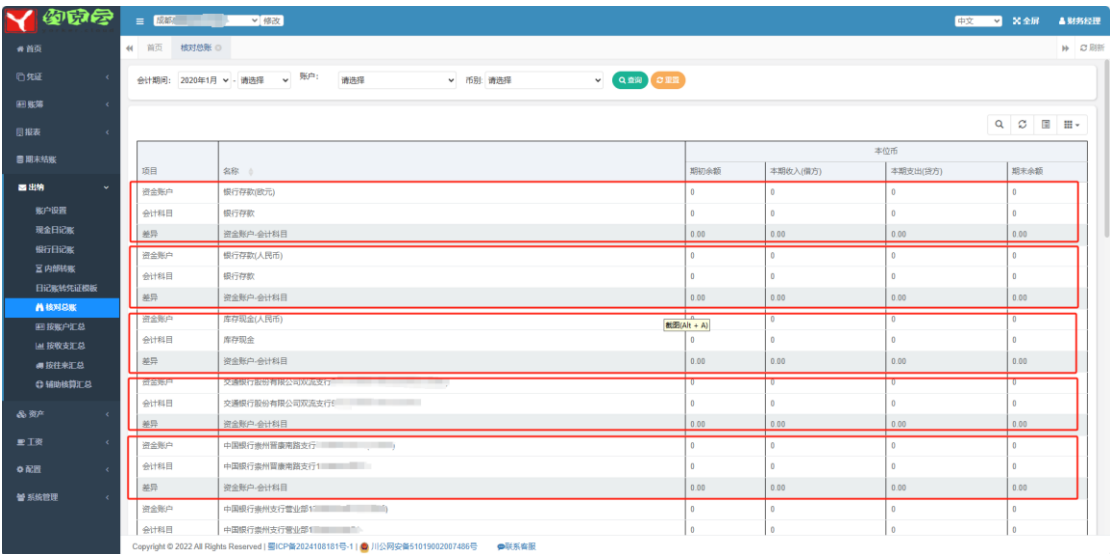 成都 修改 中文 全屏 财务经理
首页 首页 核对总账 刷新
凭证 会计期间: 2020年1月 - 请选择 账户: 请选择 币别 请选择 查询 重置
账簿
报表
期末结账
本位币
项目 名称 期初余额 本期收入(借方) 本期支出(贷方) 期末余额
出纳 资金账户 银行存款(欧元) 0 0 0 0
账户设置 会计科目 银行存款 0 0 0 0
现金日记账 差异 资金账户-会计科目 0.00 0.00 0.00 0.00
银行日记账 资金账户 银行存款(人民币) 0 0 0 0
内部转账 会计科目 银行存款 0 0 0 0
日记账转凭证模板 差异 资金账户-会计科目 0.00 0.00 0.00 0.00
核对总账 资金账户 库存现金(人民币) 0 0 0
截图(Alt + A)
按账户汇总 会计科目 库存现金 0 0 0 0
按收支汇总 差异 资金账户-会计科目 0.00 0.00 0.00 0.00
按往来汇总 资金账户 交通银行股份有限公司双流支行 0 0 0 0
辅助核算汇总 会计科目 交通银行股份有限公司双流支行 0 0 0 0
资产 差异 资金账户-会计科目 0.00 0.00 0.00 0.00
工资 资金账户 中国银行崇州晋康南路支行 ) 0 0 0 0
配置 会计科目 中国银行崇州晋康南路支行1 0 0 0 0
系统管理 差异 资金账户-会计科目 0.00 0.00 0.00 0.00
资金账户 中国银行崇州支行营业部1 ) 0 0 0 0
会计科目 中国银行崇州支行营业部1 0 0 0 0
Copyright © 2022 All Rights Reserved | 蜀ICP备2024108181号-1 | 川公网安备51019002007486号 联系客服